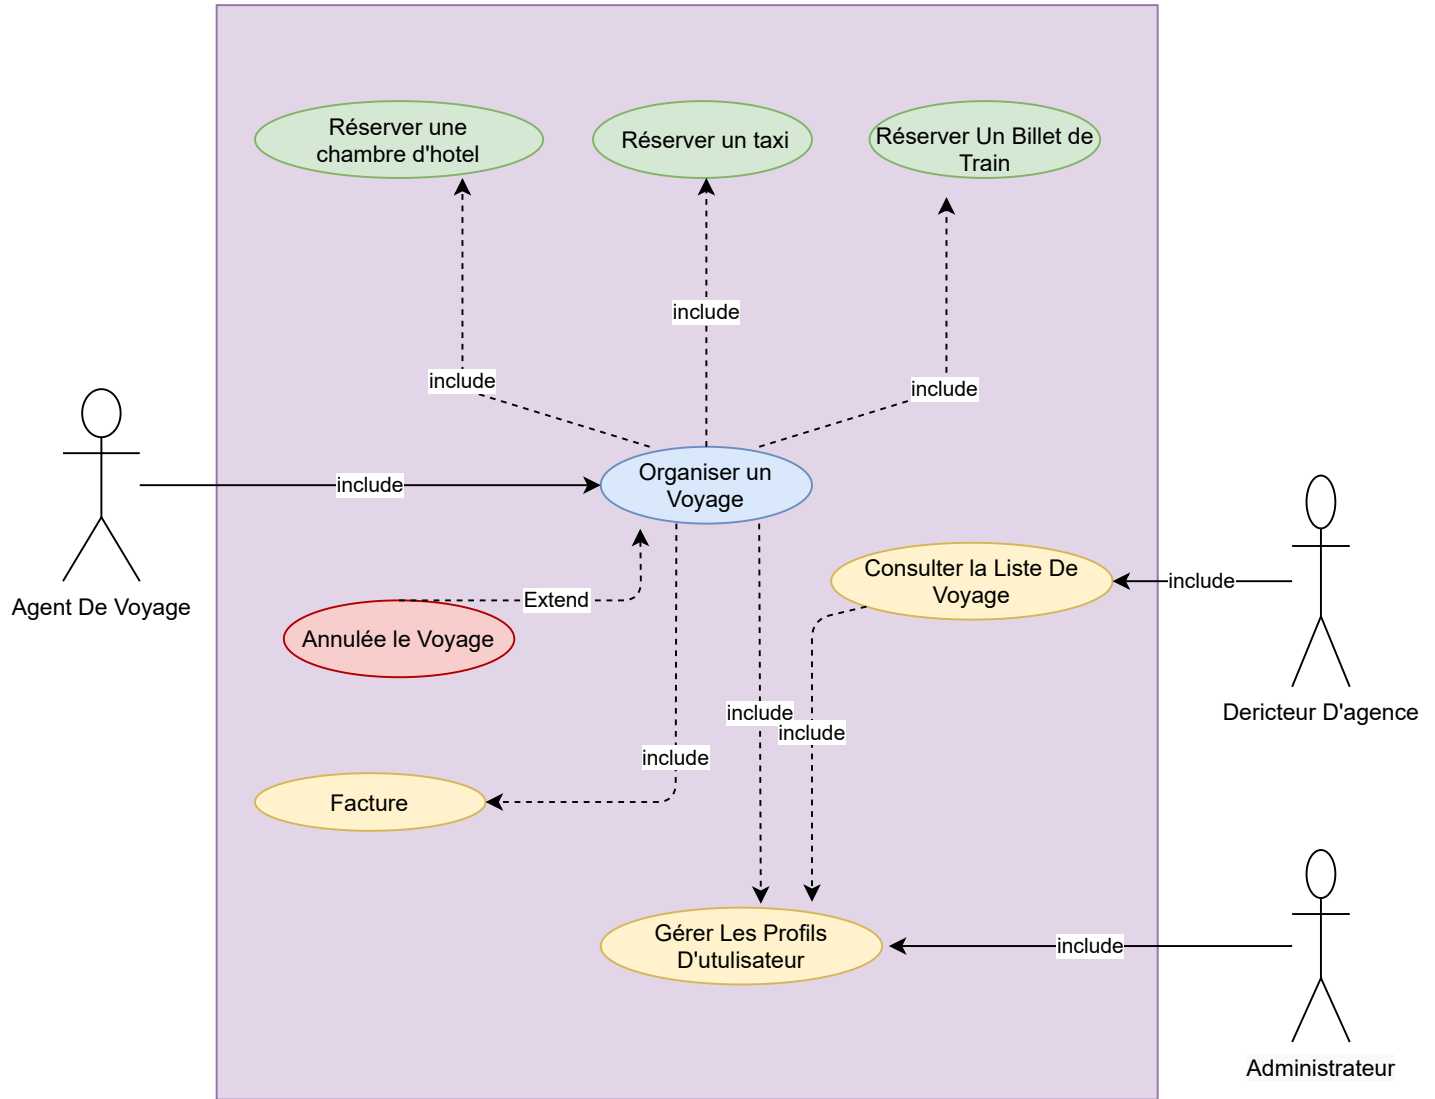 Réserver une
chambre d'hotel
Réserver un taxi
Réserver Un Billet de
Train
include
include
include
Organiser un
Voyage
include
Agent De Voyage
Consulter la Liste De
Voyage
include
Extend
Annulée le Voyage
Dericteur D'agence
include
include
include
Facture
Gérer Les Profils
D'utulisateur
include
Administrateur